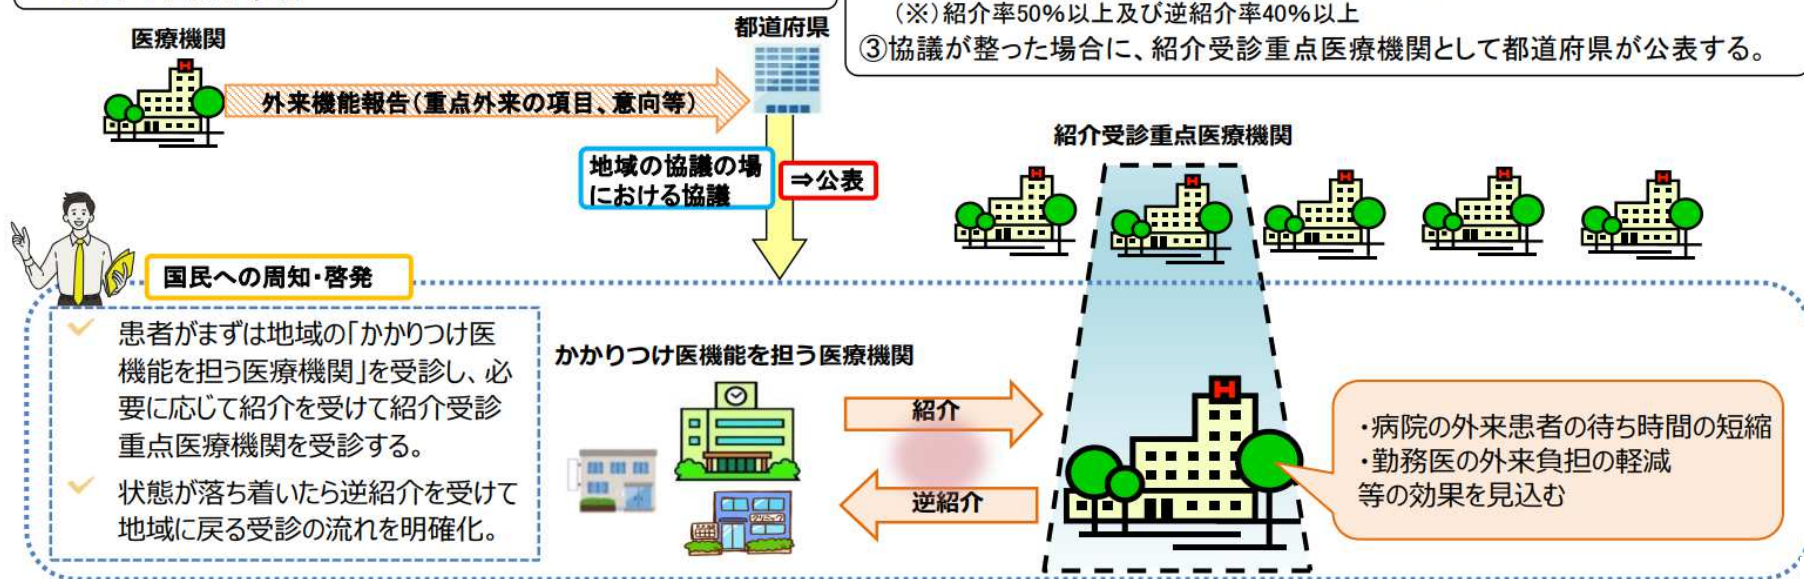 (※)紹介率50%以上及び逆紹介率40%以上
③協議が整った場合に、紹介受診重点医療機関として都道府県が公表する。
医療機関
都道府県
外来機能報告(重点外来の項目、意向等)
地域の協議の場
における協議
⇒公表
紹介受診重点医療機関
国民への周知・啓発
患者がまずは地域の「かかりつけ医
機能を担う医療機関」を受診し、必
要に応じて紹介を受けて紹介受診
重点医療機関を受診する。
状態が落ち着いたら逆紹介を受けて
地域に戻る受診の流れを明確化。
かかりつけ医機能を担う医療機関
紹介
逆紹介
・病院の外来患者の待ち時間の短縮
・勤務医の外来負担の軽減
等の効果を見込む
H
H
H
H
H
H
H